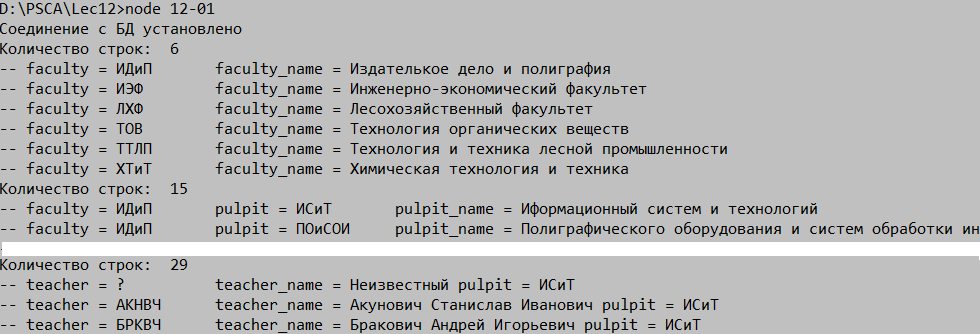 D:\PSCA\Lec12>node 12-01
Соединение с БД установлено
Количество строк:  6
-- faculty = ИДиП       faculty_name = Издателькое дело и полиграфия
-- faculty = ИЭФ        faculty_name = Инженерно-экономический факультет
-- faculty = ЛХФ        faculty_name = Лесохозяйственный факультет
-- faculty = ТОВ        faculty_name = Технология органических веществ
-- faculty = ТТЛП       faculty_name = Технология и техника лесной промышленности
-- faculty = ХТиТ       faculty_name = Химическая технология и техника
Количество строк:  15
-- faculty = ИДиП       pulpit = ИСиТ       pulpit_name = Иформационный систем и технологий
-- faculty = ИДиП       pulpit = ПОиСОИ     pulpit_name = Полиграфического оборудования и систем обработки ин
Количество строк:  29
-- teacher = ?          teacher_name = Неизвестный pulpit = ИСиТ
-- teacher = АКНВЧ      teacher_name = Акунович Станислав Иванович pulpit = ИСиТ
-- teacher = БРКВЧ      teacher_name = Бракович Андрей Игорьевич pulpit = ИСиТ